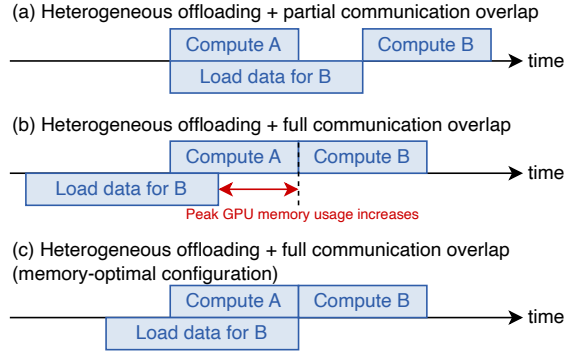 (a) Heterogeneous offloading + partial communication overlap
Compute A
Compute B
time
Load data for B
(b) Heterogeneous offloading + full communication overlap
Compute A
Compute B
time
Load data for B
Peak GPU memory usage increases
(c) Heterogeneous offloading + full communication overlap
(memory-optimal configuration)
Compute A
Compute B
time
Load data for B